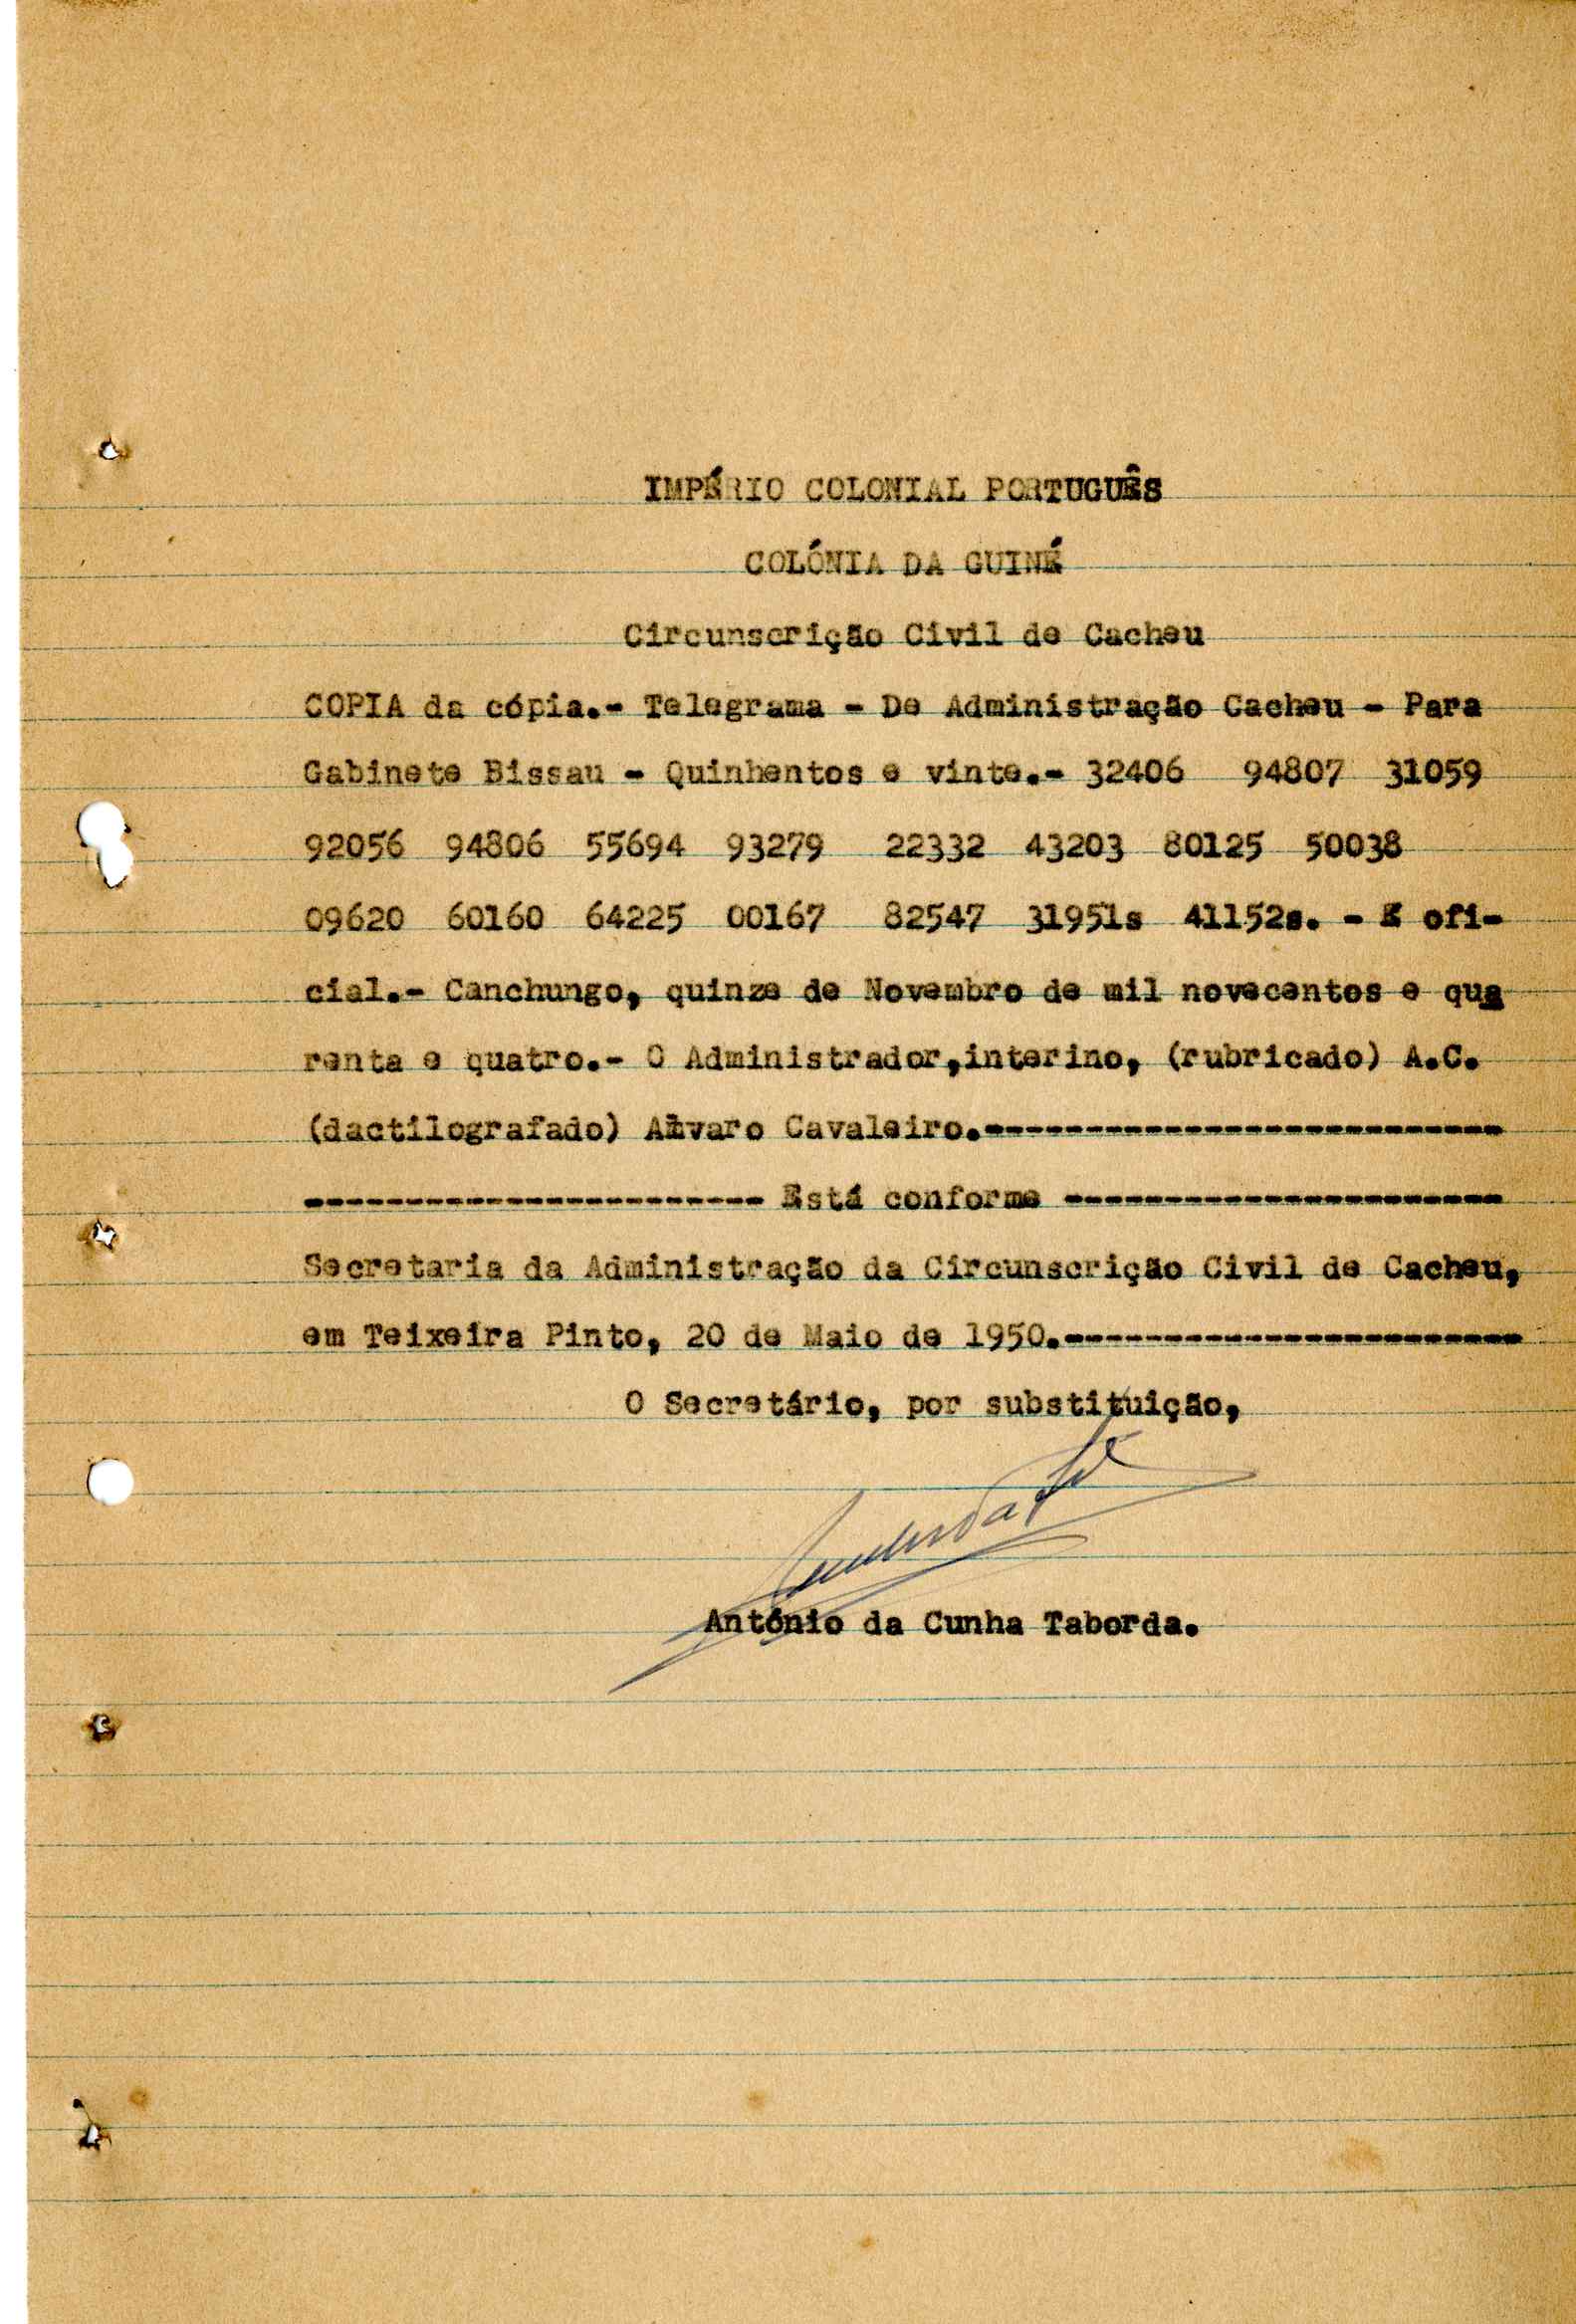 IMPÉRIO COLONIAL PORTUGUÊS
COLÓNIA DA GUINÉ
Circunscrição Civil de Cacheu
COPIA da cópia.- Telegrama - De Administração Cacheu - Para
Gabinete Bissau - Quinhentos e vinte.- 32406 94807 31059
92056 94806 55694 93279 22332 43203 80125 50038
09620 60160 64225 00167 82547 31951s 41152s. - É ofi-
cial.- Canchungo, quinze de Novembro de mil novecentos e qua
renta e quatro.- O Administrador,interino, (rubricado) A.C.
(dactilografado) Alvaro Cavaleiro.--------------------------
----------------------- Está conforme ----------------------
Secretaria da Administração da Circunscrição Civil de Cacheu,
em Teixeira Pinto, 20 de Maio de 1950.-----------------------
O Secretário, por substituição,
António da Cunha Taborda.